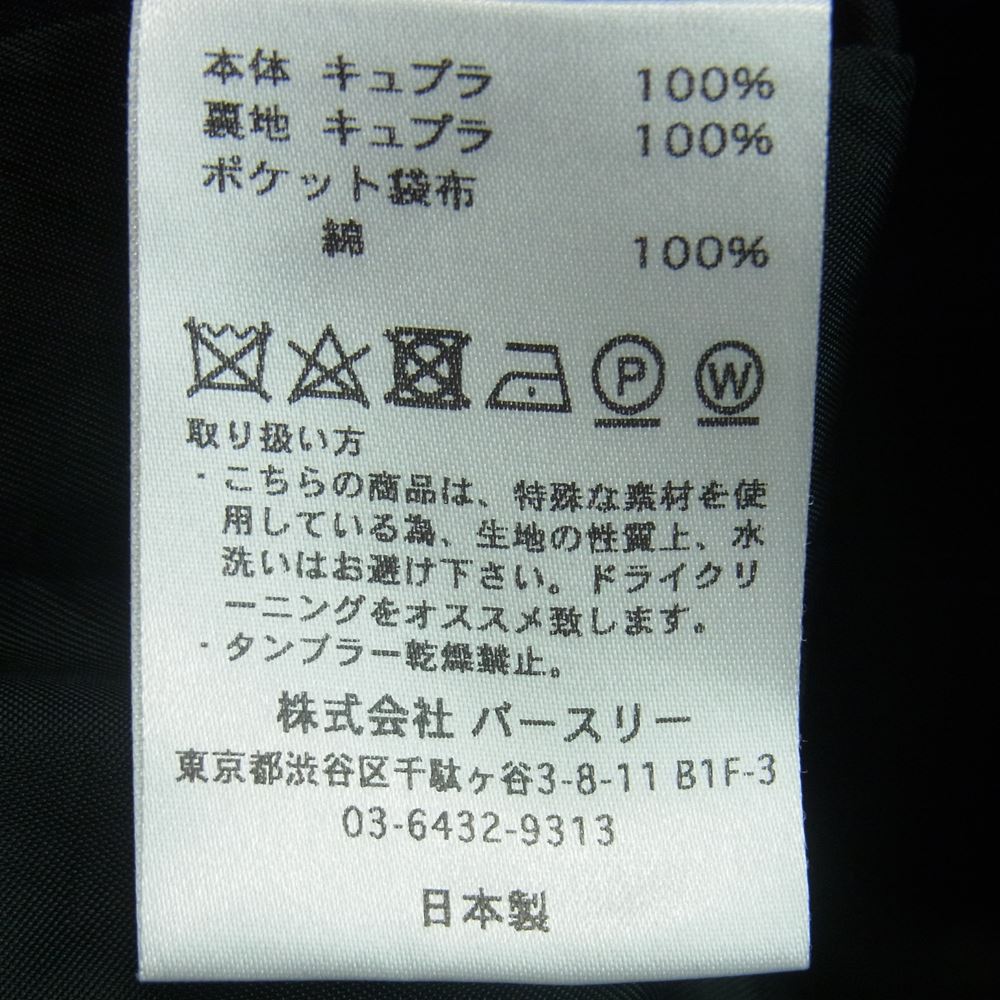 本体 キュプラ 100%
裏地 キュプラ 100%
ポケット袋布
綿 100%
P W
取り扱い方
・こちらの商品は、特殊な素材を使
用している為、生地の性質上、水
洗いはお避け下さい。ドライクリ
ーニングをオススメ致します。
・タンブラー乾燥禁止。
株式会社 バースリー
東京都渋谷区千駄ヶ谷3-8-11 B1F-3
03-6432-9313
日本製